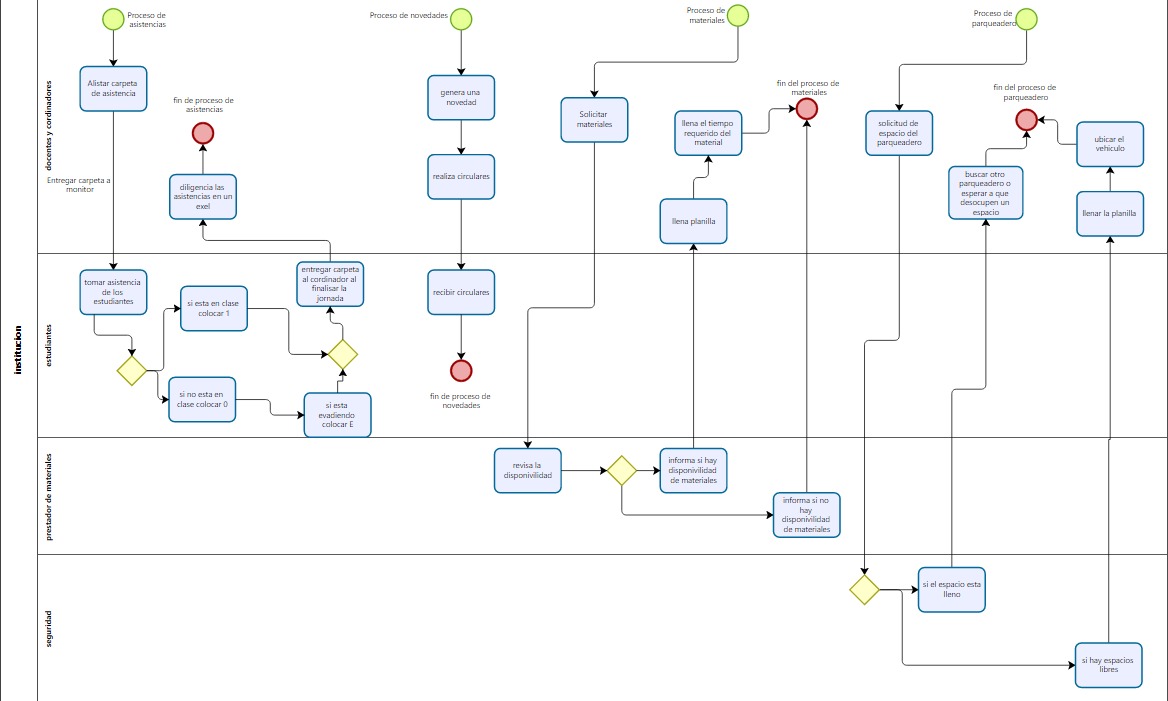 institucion
docentes y cordinadores
Proceso de
asistencias
Alistar carpeta
de asistencia
Entregar carpeta a
monitor
fin de proceso de
asistencias
diligencia las
asistencias en un
exel
Proceso de novedades
genera una
novedad
realiza circulares
Proceso de
materiales
Solicitar
materiales
llena el tiempo
requerido del
material
llena planilla
fin del proceso de
materiales
Proceso de
parqueadero
solicitud de
espacio del
parqueadero
fin del proceso de
parqueadero
buscar otro
parqueadero o
esperar a que
desocupen un
espacio
ubicar el
vehiculo
llenar la planilla
estudiantes
tomar asistencia
de los
estudiantes
si esta en clase
colocar 1
si no esta en
clase colocar 0
entregar carpeta
al cordinador al
finalisar la
jornada
si esta
evadiendo
colocar E
recibir circulares
fin de proceso de
novedades
prestador de materiales
revisa la
disponivilidad
informa si hay
disponivilidad
de materiales
informa si no
hay
disponivilidad
de materiales
seguridad
si el espacio esta
lleno
si hay espacios
libres